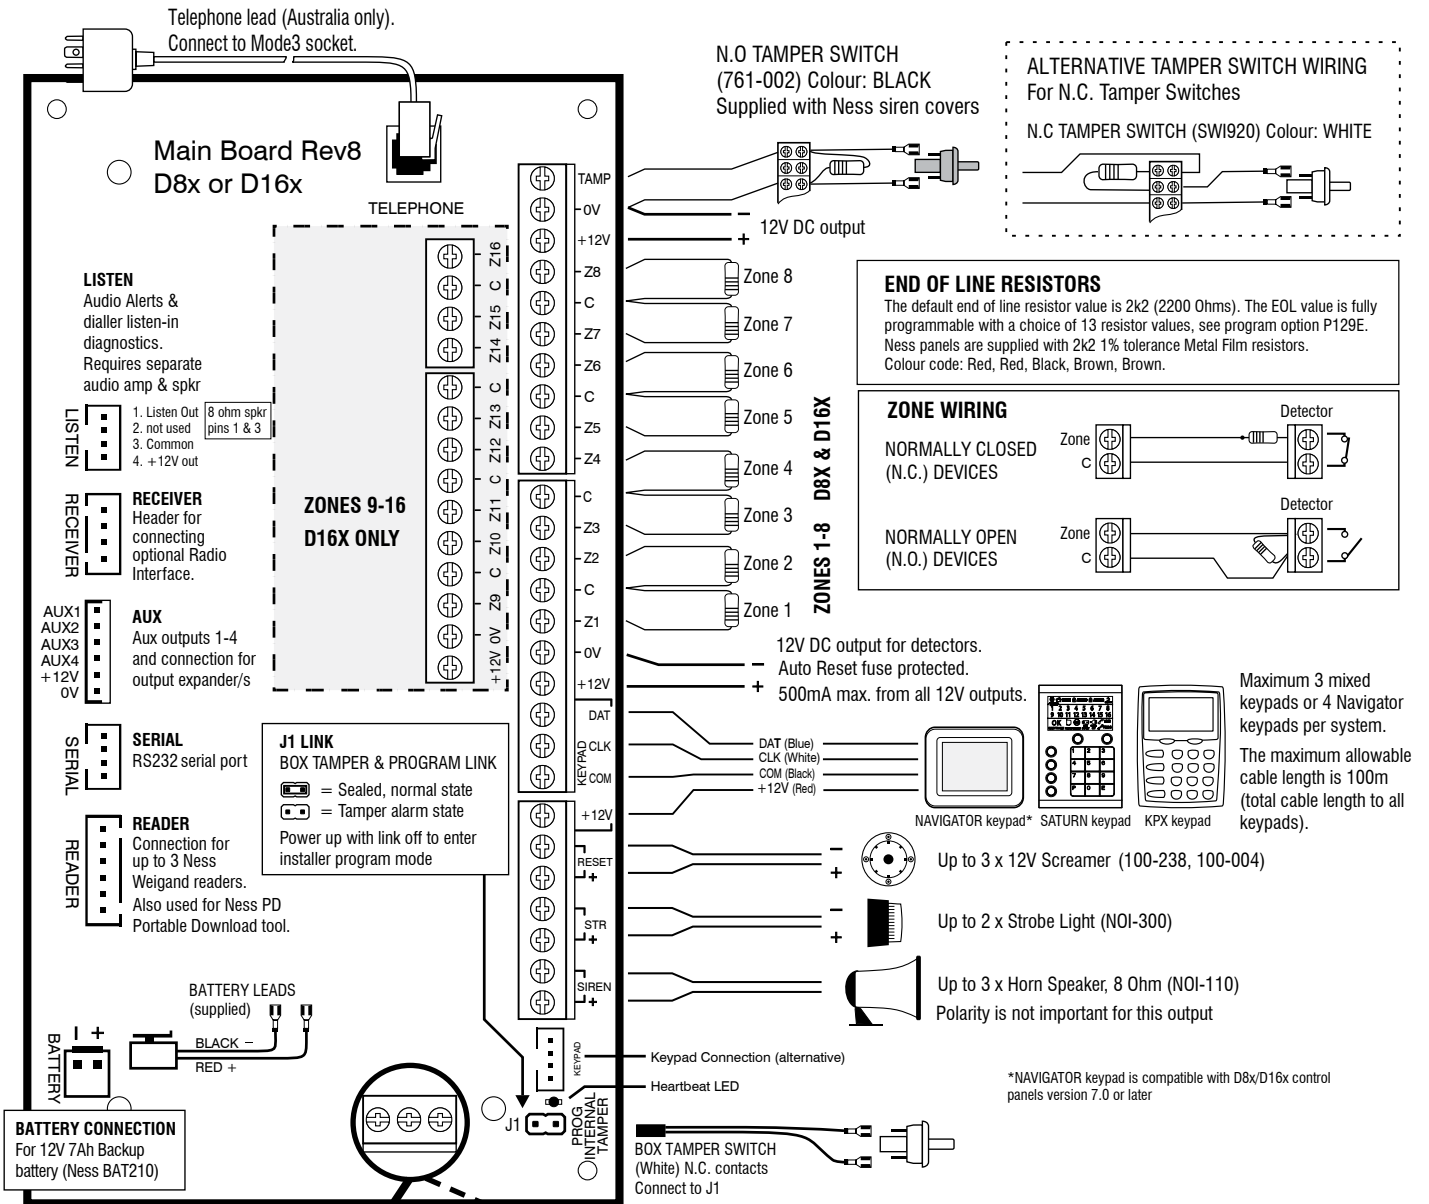 Telephone lead (Australia only).
Connect to Mode3 socket.
Main Board Rev8
D8x or D16x
TELEPHONE
N.O TAMPER SWITCH
(761-002) Colour: BLACK
Supplied with Ness siren covers
ALTERNATIVE TAMPER SWITCH WIRING
For N.C. Tamper Switches
N.C TAMPER SWITCH (SWI920) Colour: WHITE
TAMP
0V
+12V
Z8
C
Z7
Z6
C
Z5
Z4
C
Z3
Z2
C
Z1
0V
+12V
DAT
CLK
COM
KEYPAD
+12V
RESET
+
STR
+
SIREN
+
–
12V DC output
+
Z16
C
Z15
Z14
C
Z13
Z12
C
Z11
Z10
C
Z9
0V
+12V
ZONES 9-16
D16X ONLY
LISTEN
Audio Alerts &
dialler listen-in
diagnostics.
Requires separate
audio amp & spkr
LISTEN
1. Listen Out
2. not used
3. Common
4. +12V out
8 ohm spkr
pins 1 & 3
RECEIVER
RECEIVER
Header for
connecting
optional Radio
Interface.
AUX1
AUX2
AUX3
AUX4
+12V
0V
AUX
Aux outputs 1-4
and connection for
output expander/s
SERIAL
SERIAL
RS232 serial port
READER
READER
Connection for
up to 3 Ness
Weigand readers.
Also used for Ness PD
Portable Download tool.
J1 LINK
BOX TAMPER & PROGRAM LINK
= Sealed, normal state
= Tamper alarm state
Power up with link off to enter
installer program mode
Zone 8
Zone 7
Zone 6
Zone 5
Zone 4
Zone 3
Zone 2
Zone 1
ZONES 1-8 D8X & D16X
END OF LINE RESISTORS
The default end of line resistor value is 2k2 (2200 Ohms). The EOL value is fully
programmable with a choice of 13 resistor values, see program option P129E.
Ness panels are supplied with 2k2 1% tolerance Metal Film resistors.
Colour code: Red, Red, Black, Brown, Brown.
ZONE WIRING
Detector
NORMALLY CLOSED
(N.C.) DEVICES
Zone
C
Detector
NORMALLY OPEN
(N.O.) DEVICES
Zone
C
12V DC output for detectors.
– Auto Reset fuse protected.
+ 500mA max. from all 12V outputs.
DAT (Blue)
CLK (White)
COM (Black)
+12V (Red)
NAVIGATOR keypad*
SATURN keypad
KPX keypad
Maximum 3 mixed
keypads or 4 Navigator
keypads per system.
The maximum allowable
cable length is 100m
(total cable length to all
keypads).
–
+
Up to 3 x 12V Screamer (100-238, 100-004)
–
+
Up to 2 x Strobe Light (NOI-300)
Up to 3 x Horn Speaker, 8 Ohm (NOI-110)
Polarity is not important for this output
BATTERY LEADS
(supplied)
BLACK –
RED +
– +
BATTERY
BATTERY CONNECTION
For 12V 7Ah Backup
battery (Ness BAT210)
KEYPAD
Keypad Connection (alternative)
Heartbeat LED
J1
PROG
INTERNAL
TAMPER
BOX TAMPER SWITCH
(White) N.C. contacts
Connect to J1
*NAVIGATOR keypad is compatible with D8x/D16x control
panels version 7.0 or later